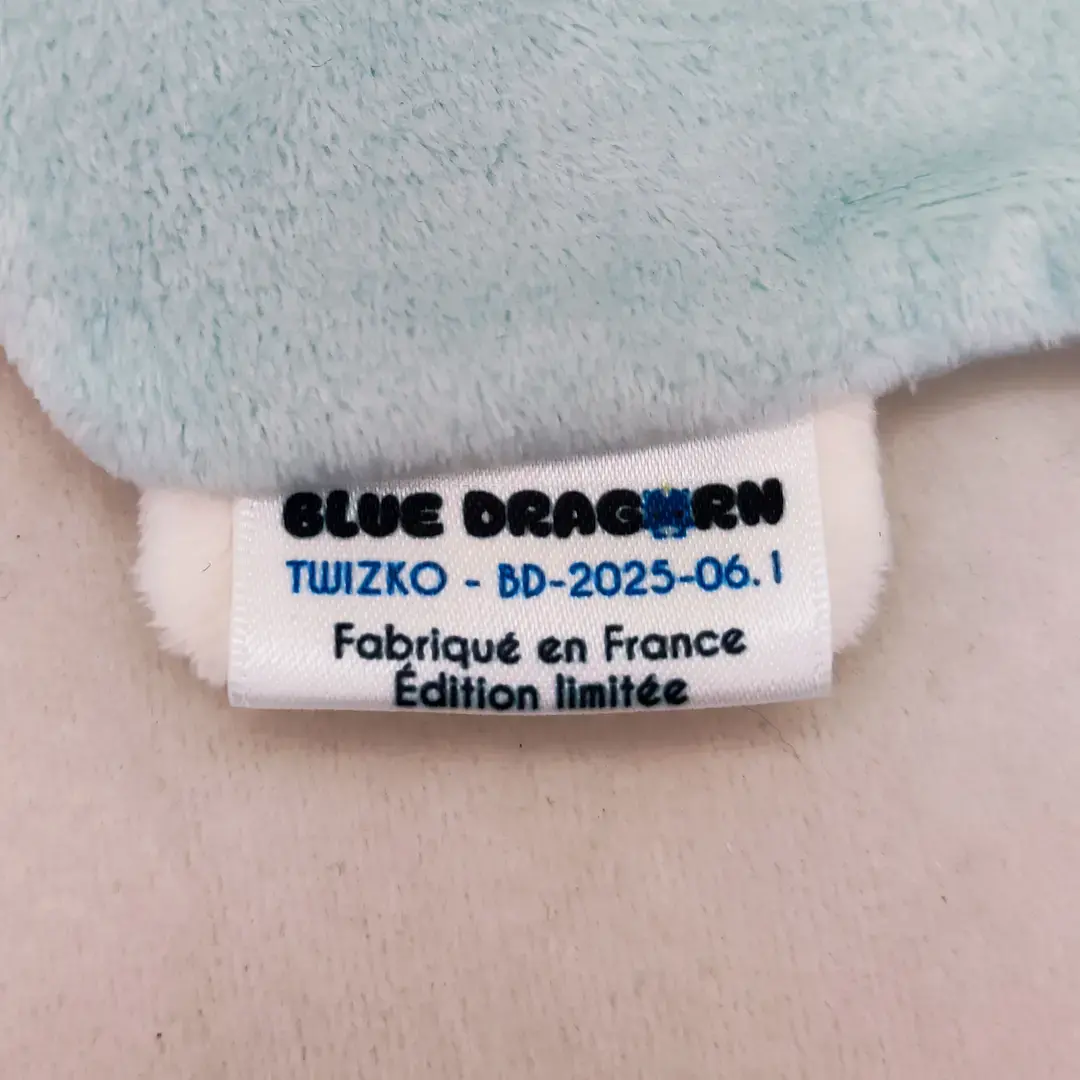 BLUE DRAGORN
TWIZKO - BD-2025-06.1
Fabriqué en France
Édition limitée